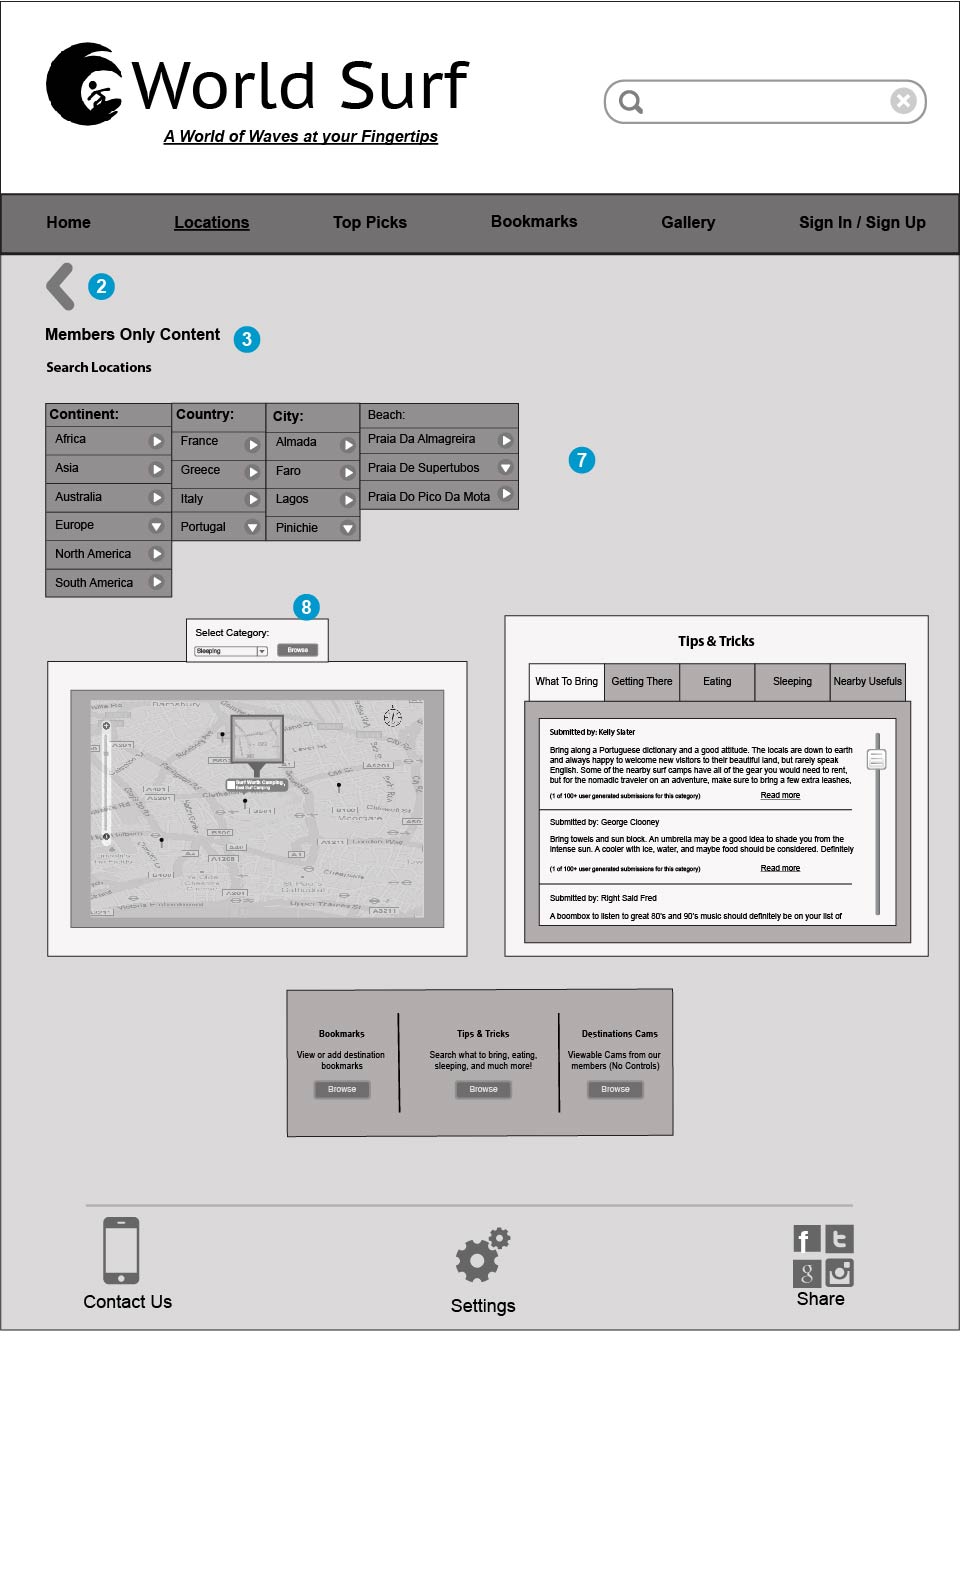 World Surf
A World of Waves at your Fingertips
Home Locations Top Picks Bookmarks Gallery Sign In / Sign Up
2
Members Only Content 3
Search Locations
Continent:
Africa
Asia
Australia
Europe
North America
South America
Country:
France
Greece
Italy
Portugal
City:
Almada
Faro
Lagos
Pinichie
Beach:
Praia Da Almagreira
Praia De Supertubos
Praia Do Pico Da Mota
7
8
Select Category:
Sleeping Browse
Tips & Tricks
What To Bring Getting There Eating Sleeping Nearby Usefuls
Submitted by: Kelly Slater
Bring along a Portuguese dictionary and a good attitude. The locals are down to earth
and always happy to welcome new visitors to their beautiful land, but rarely speak
English. Some of the nearby surf camps have all of the gear you would need to rent,
but for the nomadic traveler on an adventure, make sure to bring a few extra leashes,
(1 of 100+ user generated submissions for this category) Read more
Submitted by: George Clooney
Bring towels and sun block. An umbrella may be a good idea to shade you from the
intense sun. A cooler with ice, water, and maybe food should be considered. Definitely
(1 of 100+ user generated submissions for this category) Read more
Submitted by: Right Said Fred
A boombox to listen to great 80's and 90's music should definitely be on your list of
Bookmarks
View or add destination
bookmarks
Browse
Tips & Tricks
Search what to bring, eating,
sleeping, and much more!
Browse
Destinations Cams
Viewable Cams from our
members (No Controls)
Browse
Contact Us
Settings
Share